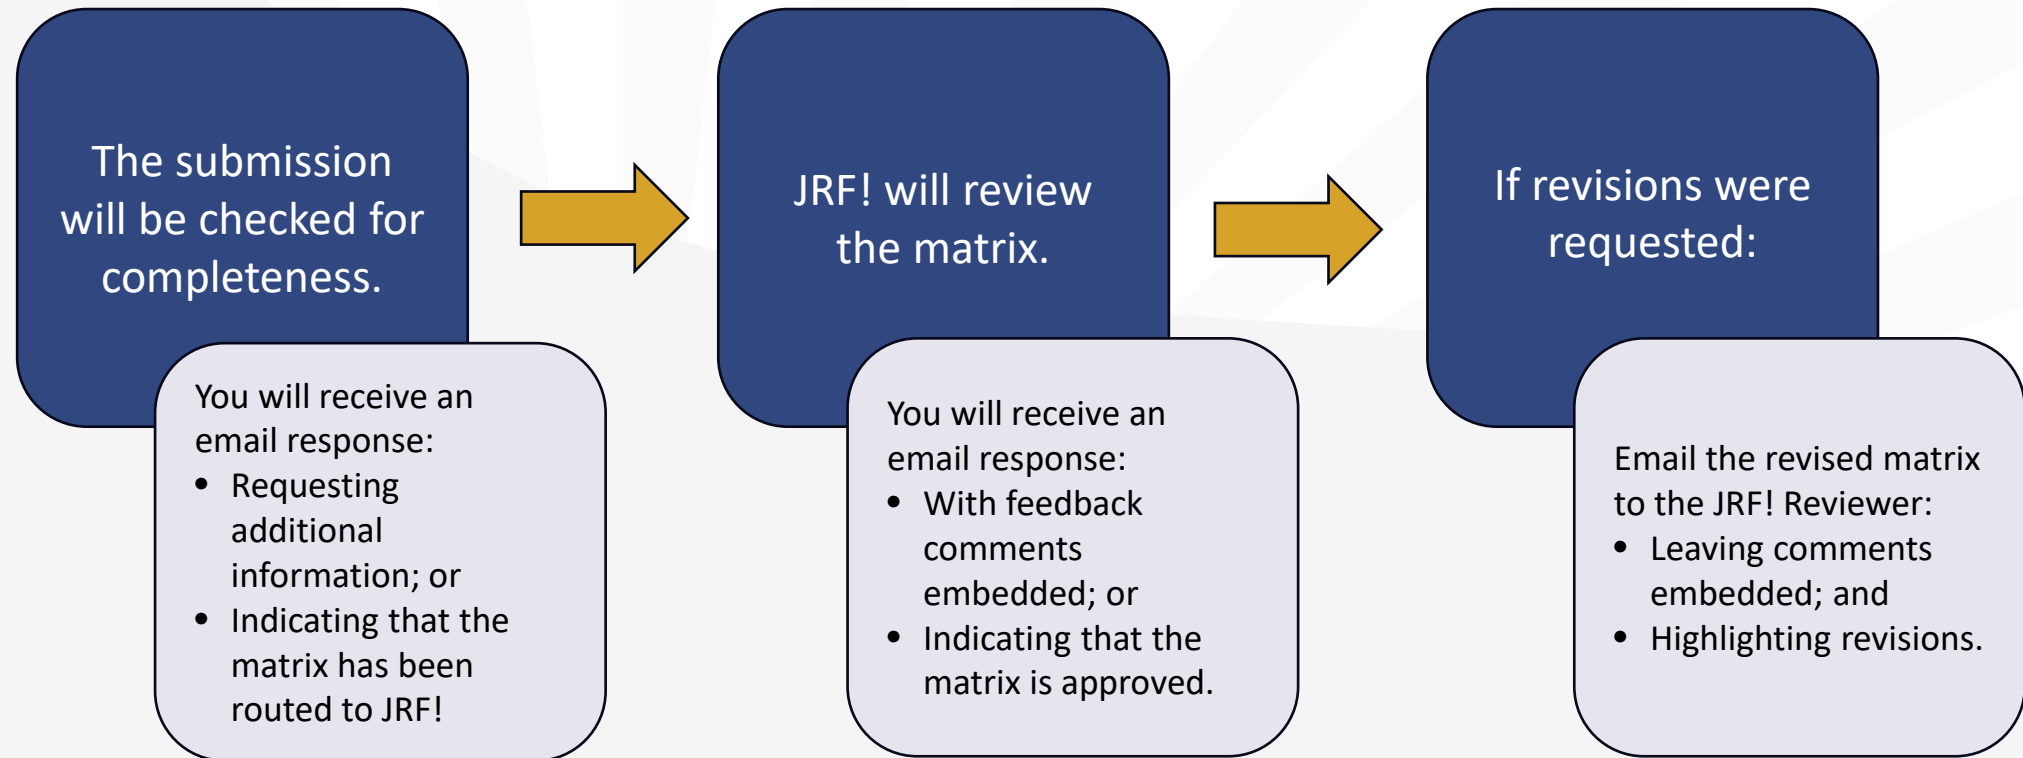 The submission
will be checked for
completeness.
You will receive an
email response:
• Requesting
additional
information; or
• Indicating that the
matrix has been
routed to JRF!
JRF! will review
the matrix.
You will receive an
email response:
• With feedback
comments
embedded; or
• Indicating that the
matrix is approved.
If revisions were
requested:
Email the revised matrix
to the JRF! Reviewer:
• Leaving comments
embedded; and
• Highlighting revisions.